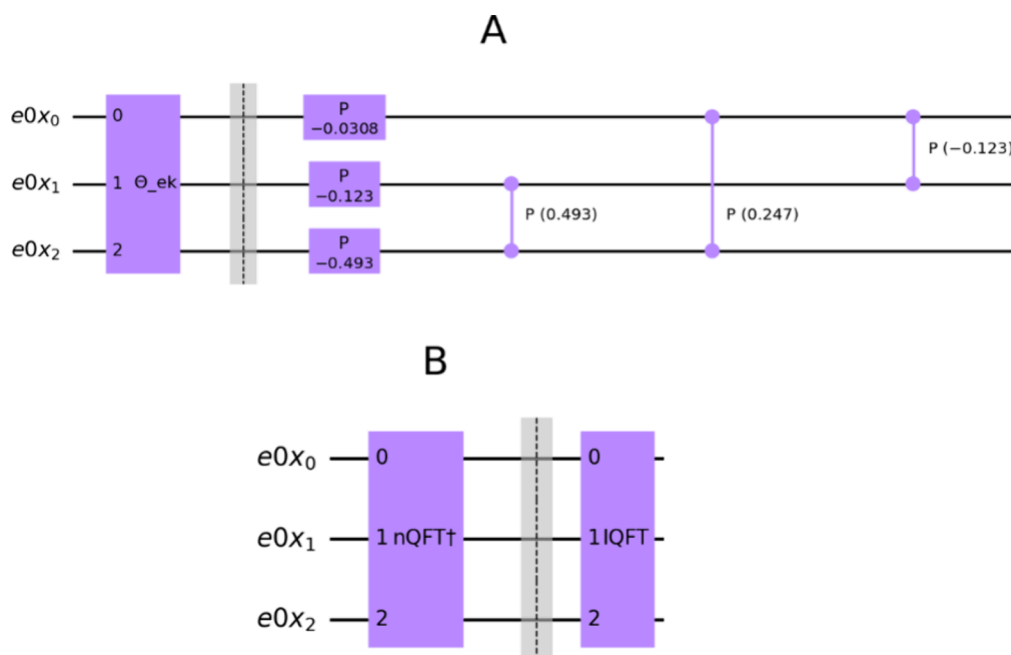 A
e0x₀ 0 P −0.0308
P (−0.123)
e0x₁ 1 Θ_ek P −0.123
P (0.493) P (0.247)
e0x₂ 2 P −0.493
B
e0x₀ 0 0
e0x₁ 1 nQFT† 1 IQFT
e0x₂ 2 2